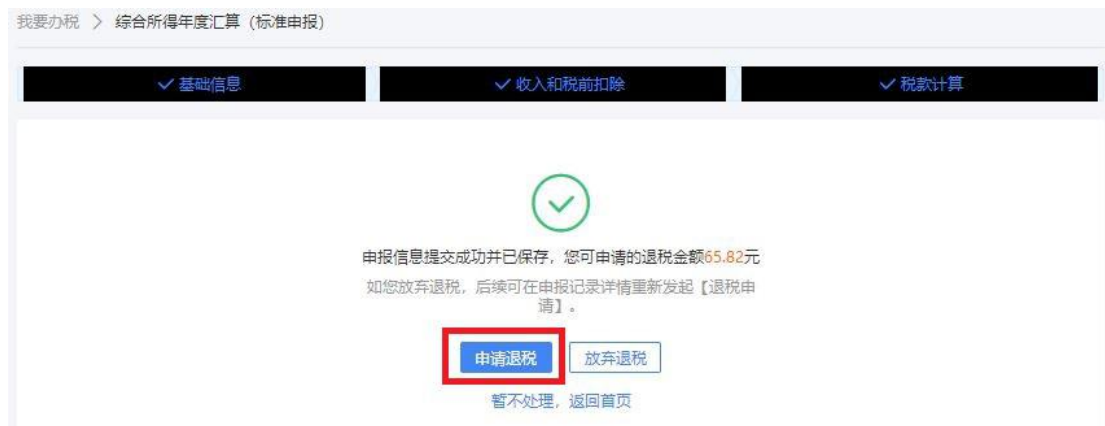 我要办税 > 综合所得年度汇算（标准申报）
✓ 基础信息 ✓ 收入和税前扣除 ✓ 税款计算
申报信息提交成功并已保存，您可申请的退税金额65.82元
如您放弃退税，后续可在申报记录详情重新发起【退税申
请】。
申请退税 放弃退税
暂不处理，返回首页